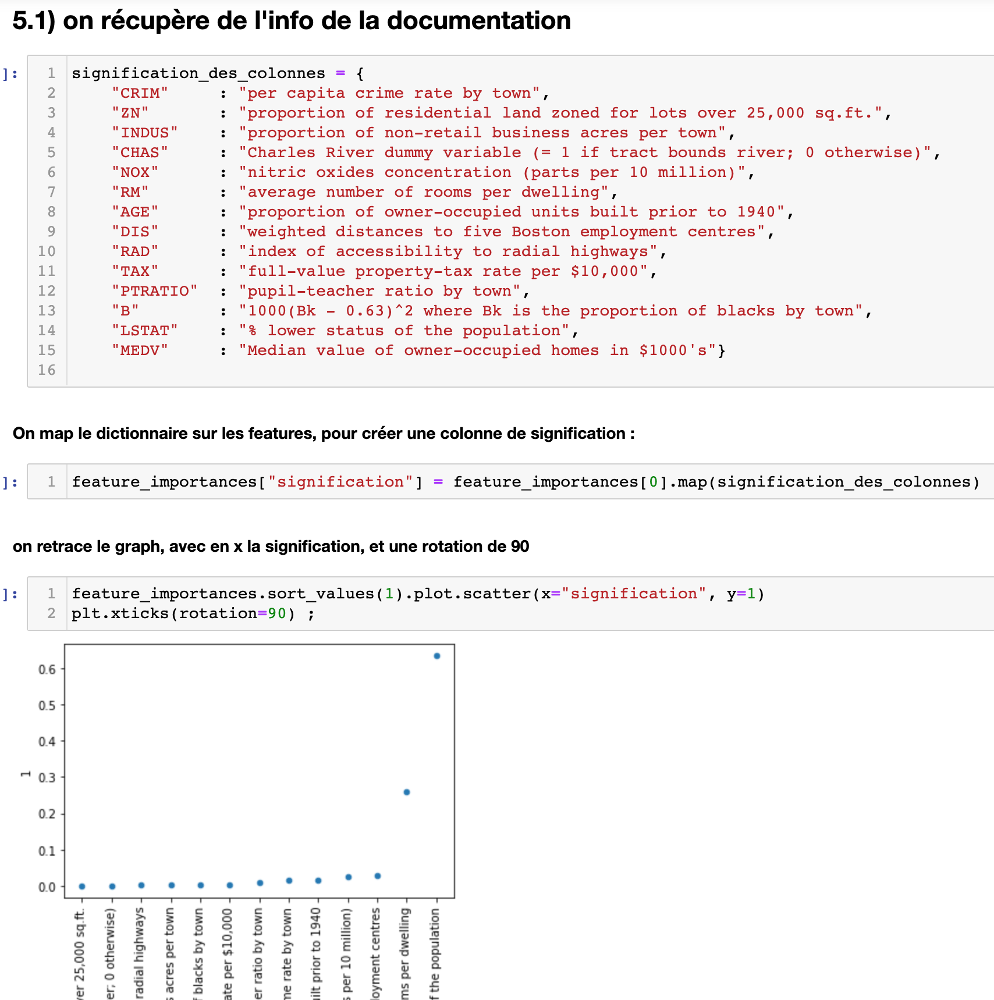 5.1) on récupère de l'info de la documentation
]:
1 signification_des_colonnes = {
2 "CRIM" : "per capita crime rate by town",
3 "ZN" : "proportion of residential land zoned for lots over 25,000 sq.ft.",
4 "INDUS" : "proportion of non-retail business acres per town",
5 "CHAS" : "Charles River dummy variable (= 1 if tract bounds river; 0 otherwise)",
6 "NOX" : "nitric oxides concentration (parts per 10 million)",
7 "RM" : "average number of rooms per dwelling",
8 "AGE" : "proportion of owner-occupied units built prior to 1940",
9 "DIS" : "weighted distances to five Boston employment centres",
10 "RAD" : "index of accessibility to radial highways",
11 "TAX" : "full-value property-tax rate per $10,000",
12 "PTRATIO" : "pupil-teacher ratio by town",
13 "B" : "1000(Bk - 0.63)^2 where Bk is the proportion of blacks by town",
14 "LSTAT" : "% lower status of the population",
15 "MEDV" : "Median value of owner-occupied homes in $1000's"}
16
On map le dictionnaire sur les features, pour créer une colonne de signification :
]: 1 feature_importances["signification"] = feature_importances[0].map(signification_des_colonnes)
on retrace le graph, avec en x la signification, et une rotation de 90
]: 1 feature_importances.sort_values(1).plot.scatter(x="signification", y=1)
2 plt.xticks(rotation=90) ;
0.6
0.5
0.4
0.3
0.2
0.1
0.0
1
ver 25,000 sq.ft.
er; 0 otherwise)
radial highways
s acres per town
f blacks by town
ate per $10,000
er ratio by town
me rate by town
ilt prior to 1940
s per 10 million)
loyment centres
ms per dwelling
f the population